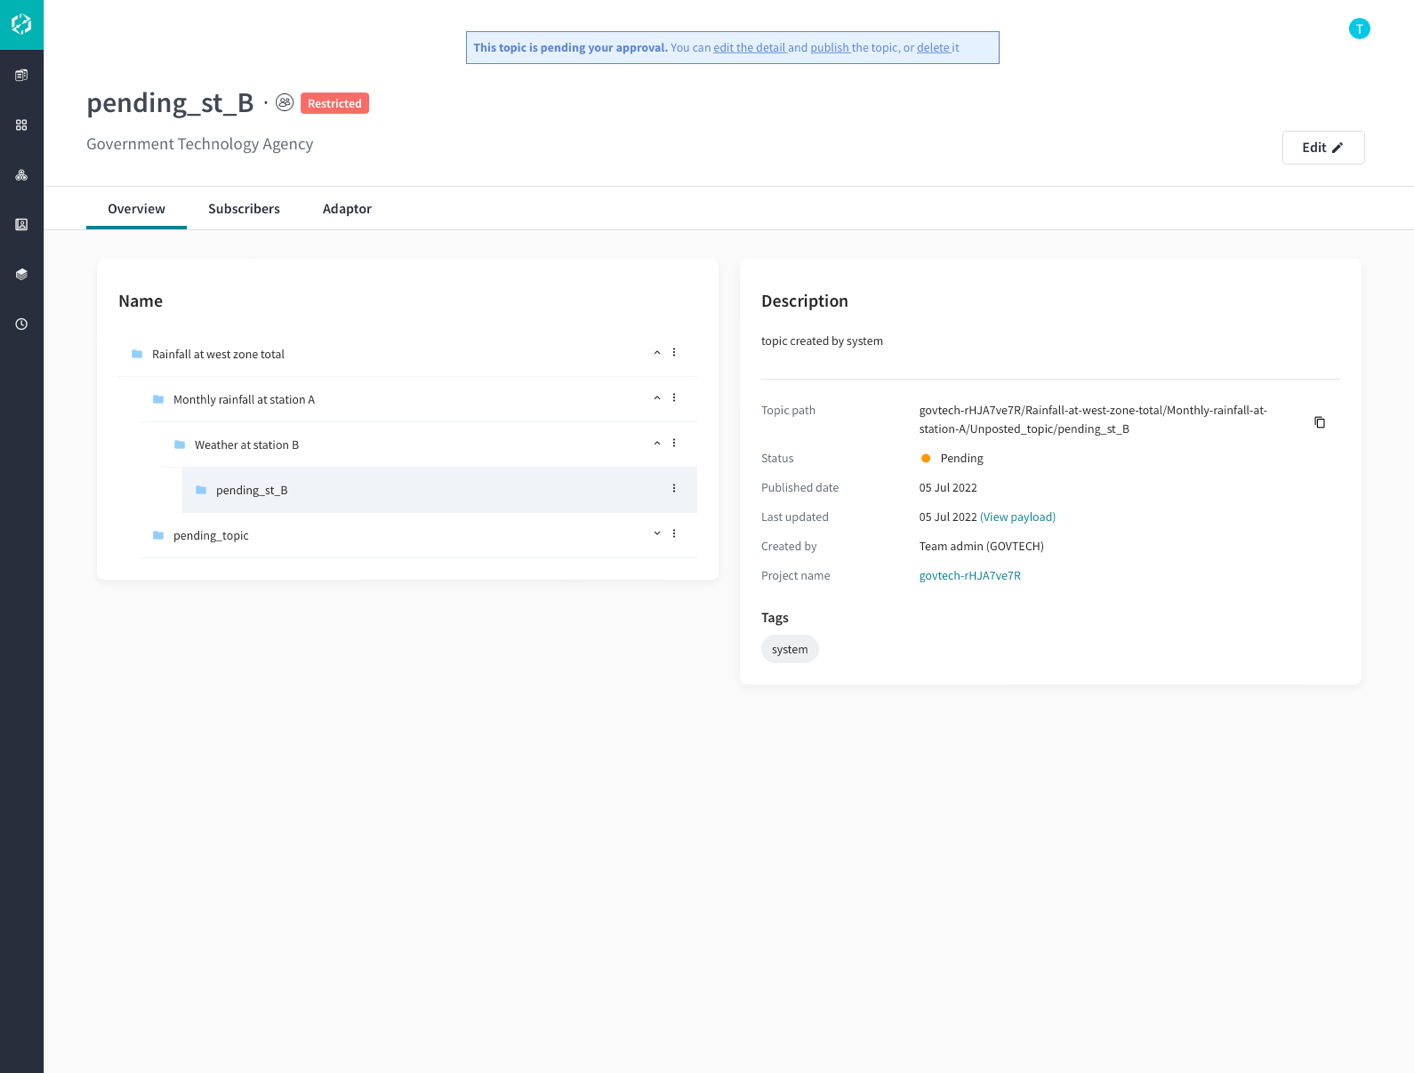 This topic is pending your approval. You can edit the detail and publish the topic, or delete it
T
pending_st_B · Restricted
Government Technology Agency
Edit
Overview Subscribers Adaptor
Name
Rainfall at west zone total
Monthly rainfall at station A
Weather at station B
pending_st_B
pending_topic
Description
topic created by system
Topic path govtech-rHJA7ve7R/Rainfall-at-west-zone-total/Monthly-rainfall-at-
station-A/Unposted_topic/pending_st_B
Status Pending
Published date 05 Jul 2022
Last updated 05 Jul 2022 (View payload)
Created by Team admin (GOVTECH)
Project name govtech-rHJA7ve7R
Tags
system